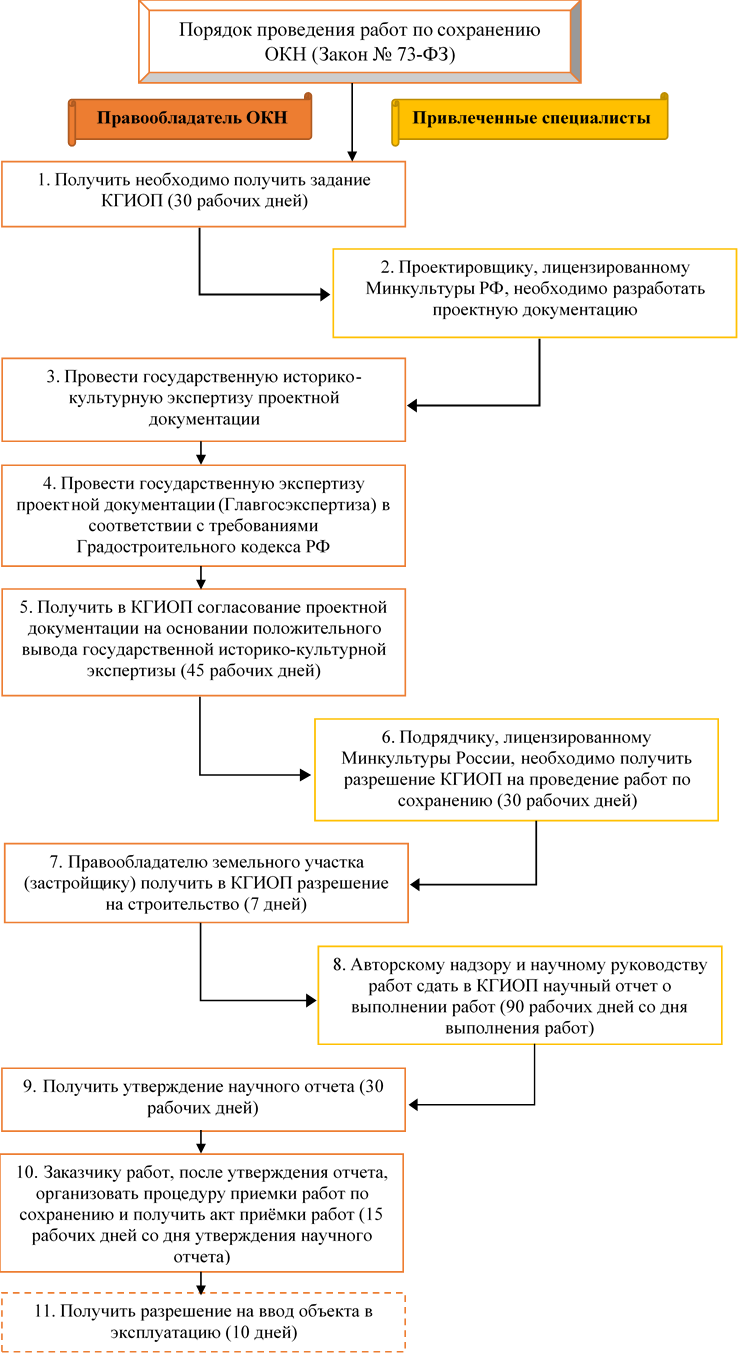 Порядок проведения работ по сохранению
ОКН (Закон № 73-ФЗ)
Правообладатель ОКН
Привлеченные специалисты
1. Получить необходимо получить задание
КГИОП (30 рабочих дней)
2. Проектировщику, лицензированному
Минкультуры РФ, необходимо разработать
проектную документацию
3. Провести государственную историко-
культурную экспертизу проектной
документации
4. Провести государственную экспертизу
проектной документации (Главгосэкспертиза) в
соответствии с требованиями
Градостроительного кодекса РФ
5. Получить в КГИОП согласование проектной
документации на основании положительного
вывода государственной историко-культурной
экспертизы (45 рабочих дней)
6. Подрядчику, лицензированному
Минкультуры России, необходимо получить
разрешение КГИОП на проведение работ по
сохранению (30 рабочих дней)
7. Правообладателю земельного участка
(застройщику) получить в КГИОП разрешение
на строительство (7 дней)
8. Авторскому надзору и научному руководству
работ сдать в КГИОП научный отчет о
выполнении работ (90 рабочих дней со дня
выполнения работ)
9. Получить утверждение научного отчета (30
рабочих дней)
10. Заказчику работ, после утверждения отчета,
организовать процедуру приемки работ по
сохранению и получить акт приёмки работ (15
рабочих дней со дня утверждения научного
отчета)
11. Получить разрешение на ввод объекта в
эксплуатацию (10 дней)